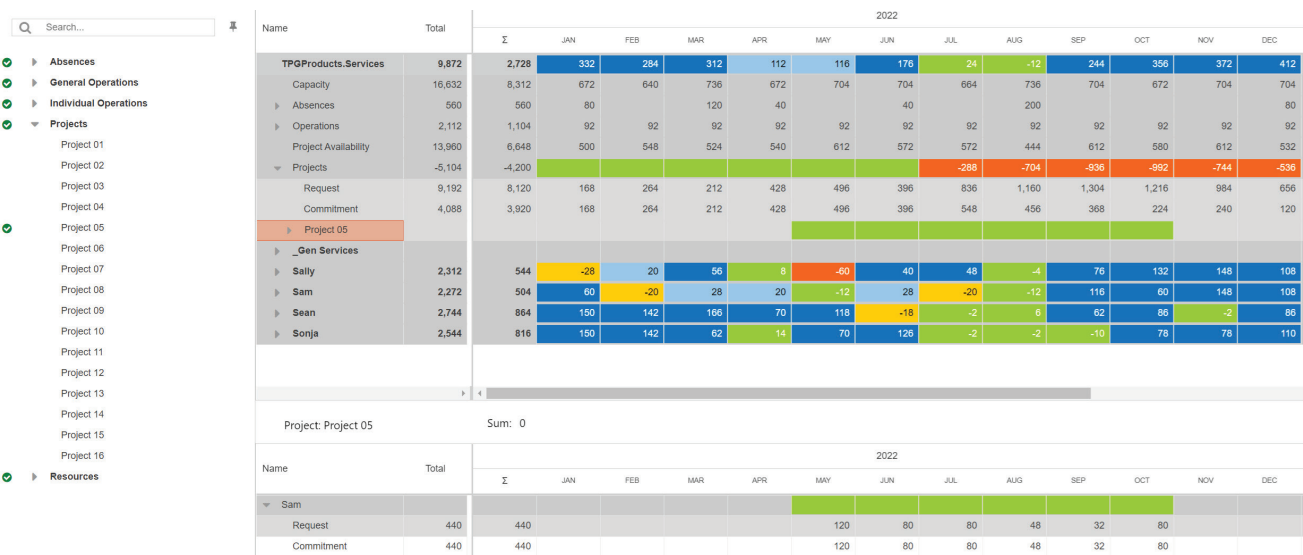 Search...
Absences
General Operations
Individual Operations
Projects
Project 01
Project 02
Project 03
Project 04
Project 05
Project 06
Project 07
Project 08
Project 09
Project 10
Project 11
Project 12
Project 13
Project 14
Project 15
Project 16
Resources
Name Total 2022
Σ JAN FEB MAR APR MAY JUN JUL AUG SEP OCT NOV DEC
TPGProducts.Services 9,872 2,728 332 284 312 112 116 176 24 -12 244 356 372 412
Capacity 16,632 8,312 672 640 736 672 704 704 664 736 704 672 704 704
Absences 560 560 80 120 40 40 200 80
Operations 2,112 1,104 92 92 92 92 92 92 92 92 92 92 92 92
Project Availability 13,960 6,648 500 548 524 540 612 572 572 444 612 580 612 532
Projects -5,104 -4,200 -288 -704 -936 -992 -744 -536
Request 9,192 8,120 168 264 212 428 496 396 836 1,160 1,304 1,216 984 656
Commitment 4,088 3,920 168 264 212 428 496 396 548 456 368 224 240 120
Project 05
_Gen Services
Sally 2,312 544 -28 20 56 8 -60 40 48 -4 76 132 148 108
Sam 2,272 504 60 -20 28 20 -12 28 -20 -12 116 60 148 108
Sean 2,744 864 150 142 166 70 118 -18 -2 6 62 86 -2 86
Sonja 2,544 816 150 142 62 14 70 126 -2 -2 -10 78 78 110
Project: Project 05 Sum: 0
Name Total 2022
Σ JAN FEB MAR APR MAY JUN JUL AUG SEP OCT NOV DEC
Sam
Request 440 440 120 80 80 48 32 80
Commitment 440 440 120 80 80 48 32 80